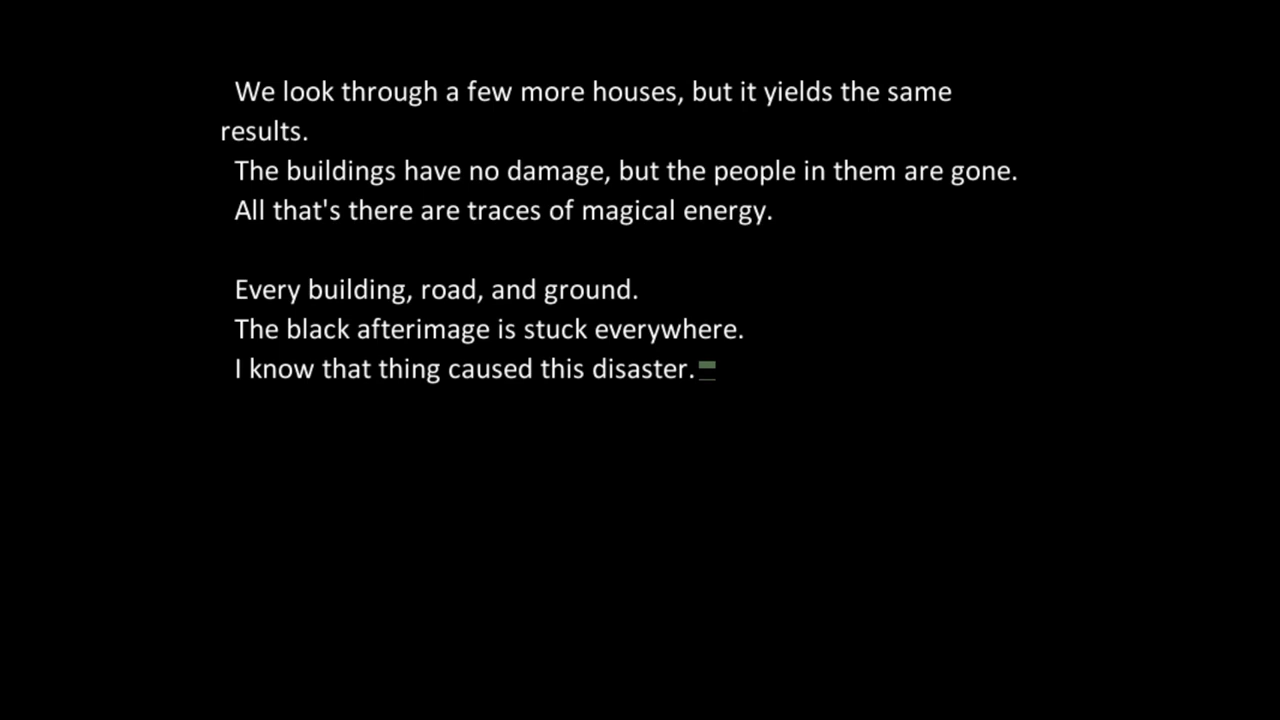 We look through a few more houses, but it yields the same
results.
The buildings have no damage, but the people in them are gone.
All that's there are traces of magical energy.
Every building, road, and ground.
The black afterimage is stuck everywhere.
I know that thing caused this disaster.